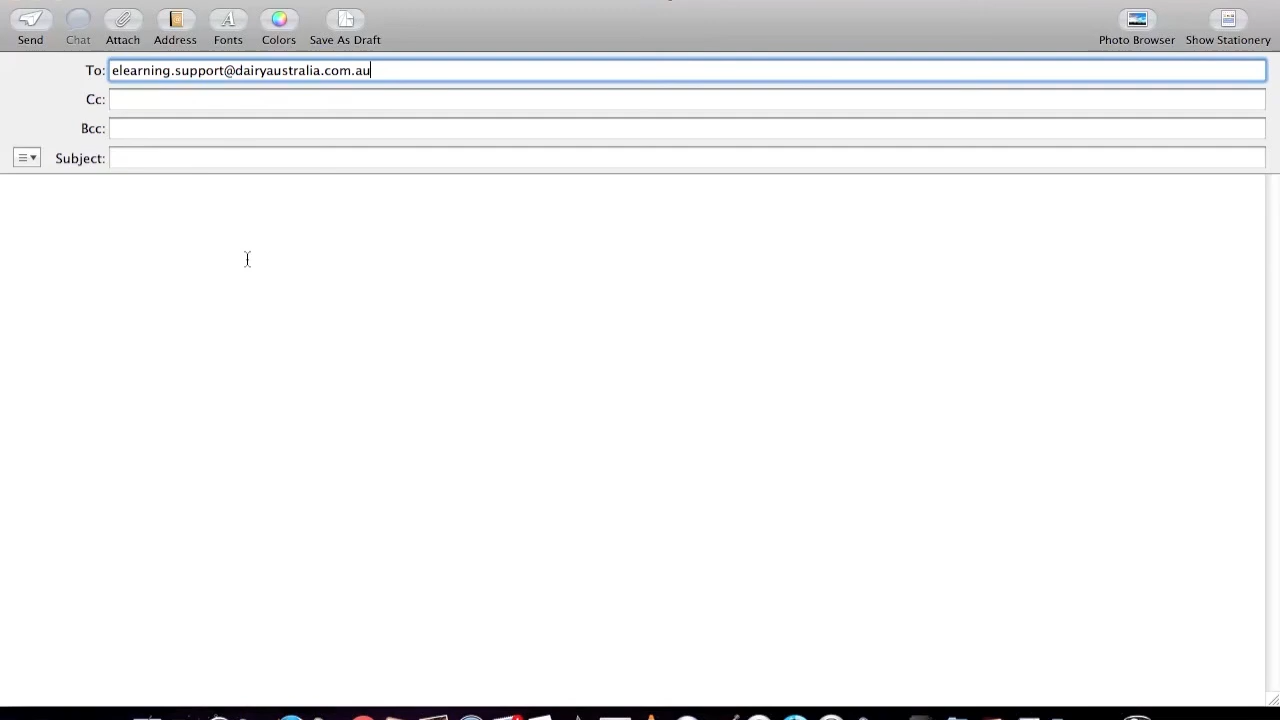 Send Chat Attach Address Fonts Colors Save As Draft Photo Browser Show Stationery
To: elearning.support@dairyaustralia.com.au
Cc:
Bcc:
Subject: